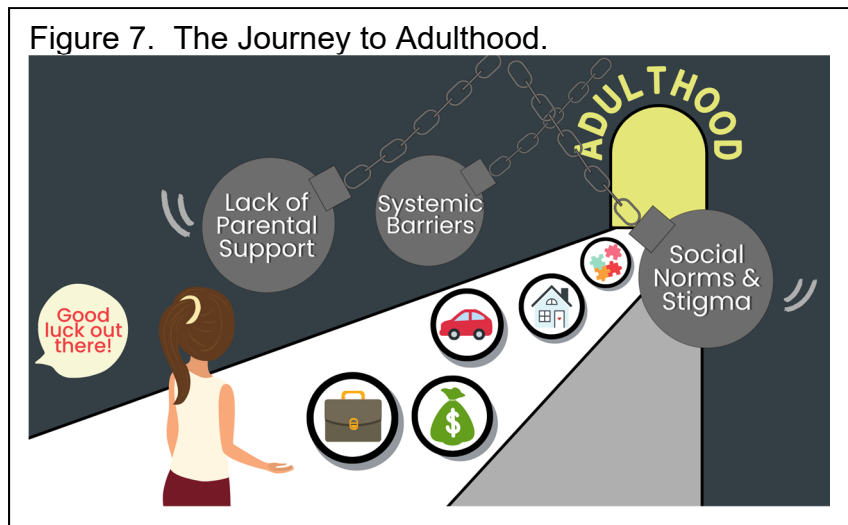 Figure 7.  The Journey to Adulthood.
ADULTHOOD
Lack of
Parental
Support
Systemic
Barriers
Social
Norms &
Stigma
Good
luck out
there!
$